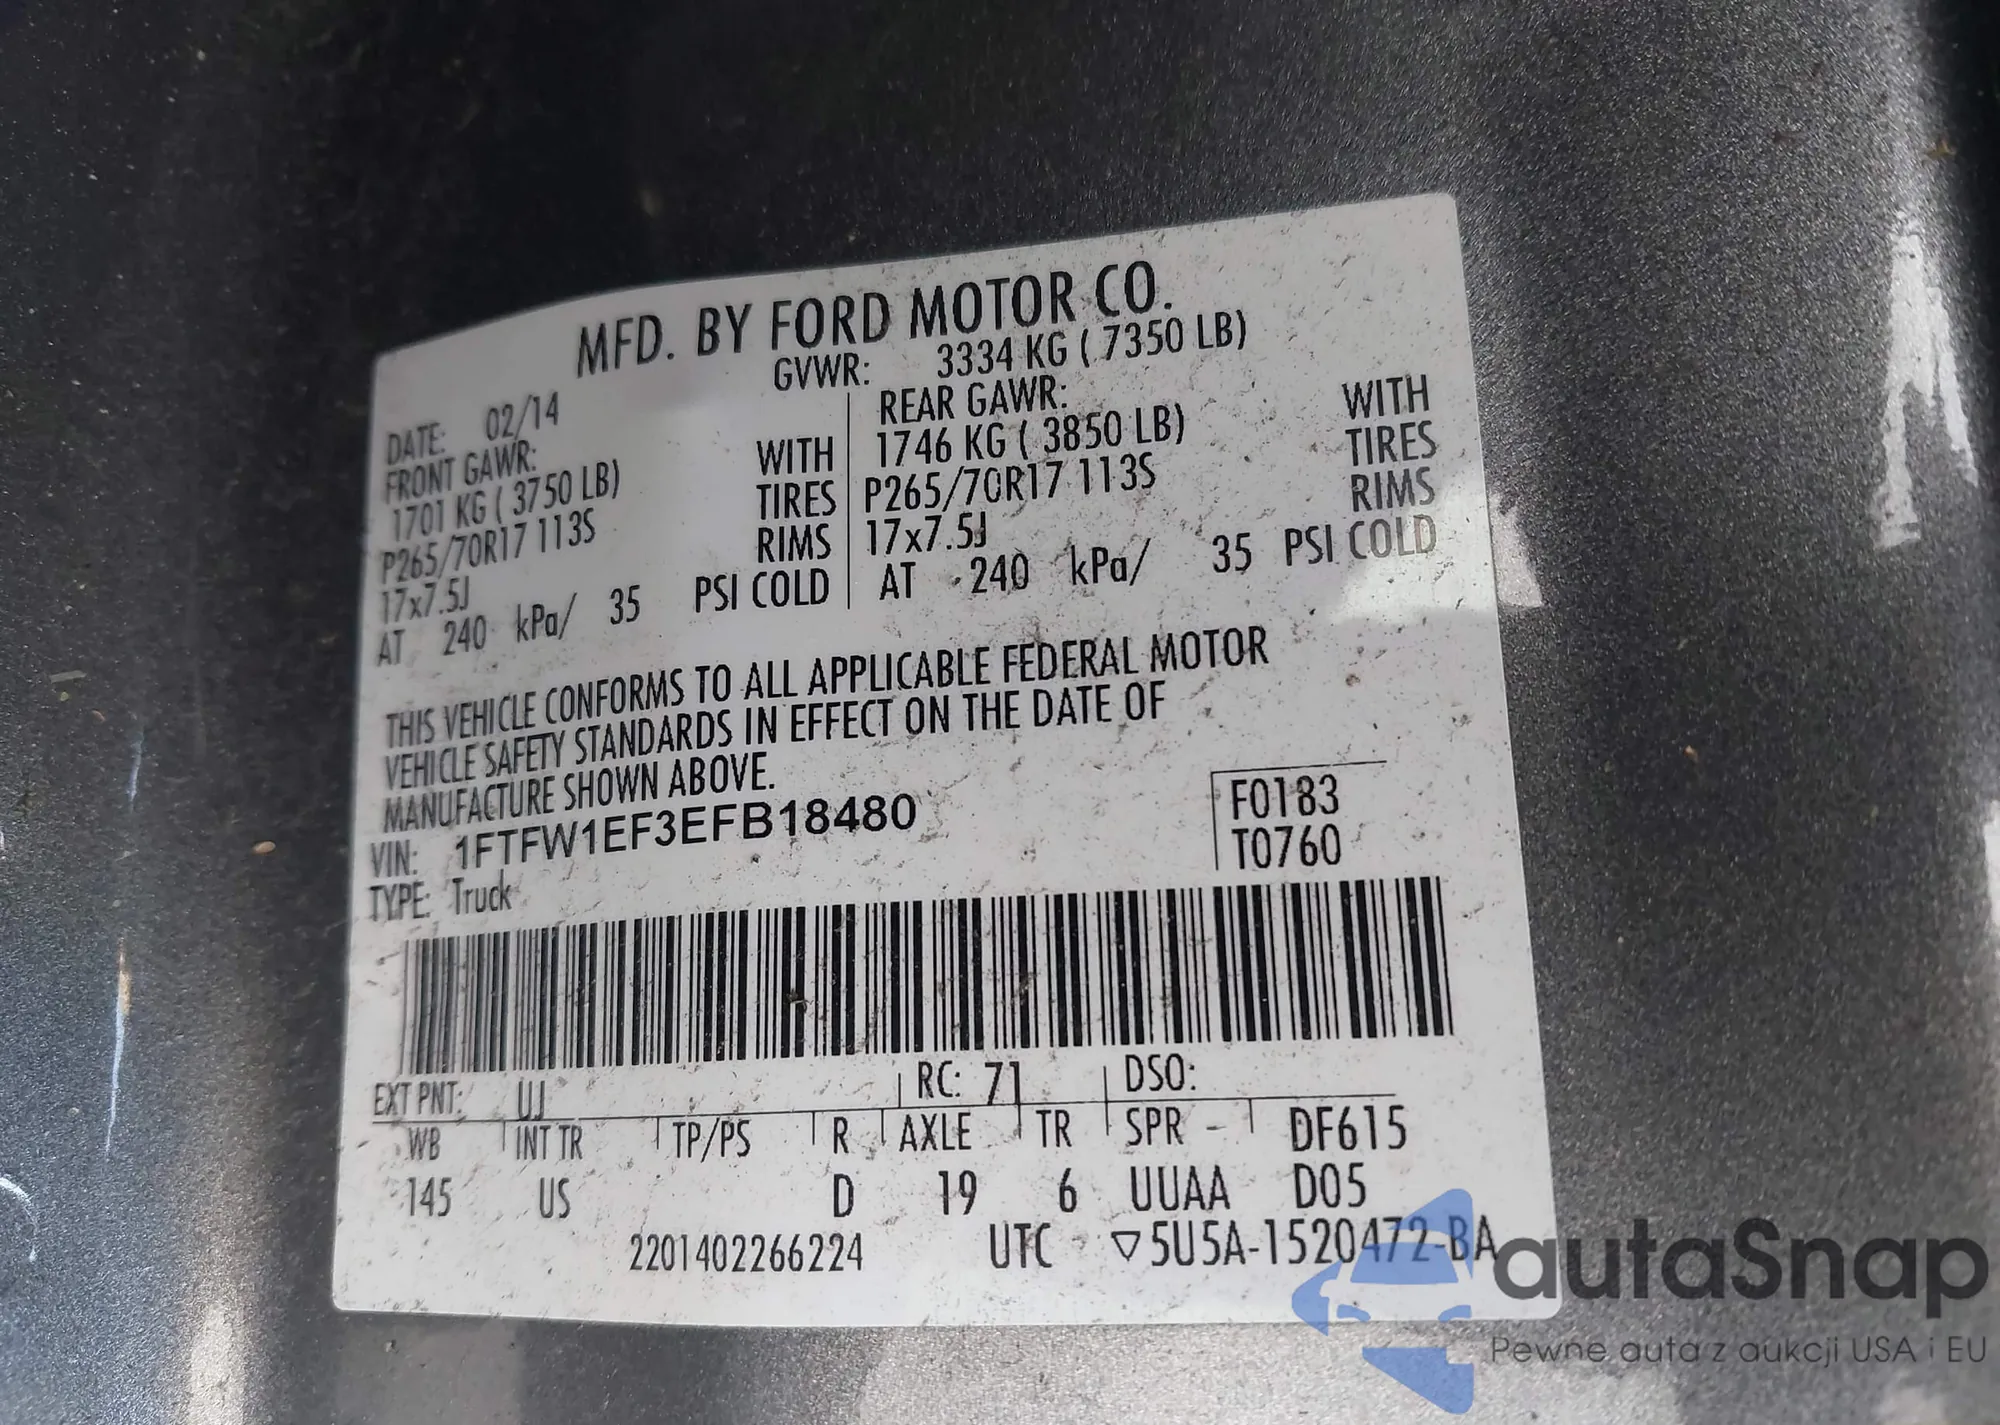 MFD. BY FORD MOTOR CO.
DATE: 02/14 GVWR: 3334 KG ( 7350 LB)
FRONT GAWR: REAR GAWR:
1701 KG ( 3750 LB) WITH 1746 KG ( 3850 LB) WITH
P265/70R17 113S TIRES P265/70R17 113S TIRES
17x7.5J RIMS 17x7.5J RIMS
AT 240 kPa/ 35 PSI COLD AT 240 kPa/ 35 PSI COLD
THIS VEHICLE CONFORMS TO ALL APPLICABLE FEDERAL MOTOR
VEHICLE SAFETY STANDARDS IN EFFECT ON THE DATE OF
MANUFACTURE SHOWN ABOVE.
VIN: 1FTFW1EF3EFB18480 F0183
TYPE: Truck T0760
EXT PNT: UJ RC: 71 DSO:
WB INT TR TP/PS R AXLE TR SPR - DF615
145 US D 19 6 UUAA D05
2201402266224 UTC ▽5U5A-1520472-BA
autaSnap
Pewne auta z aukcji USA i EU